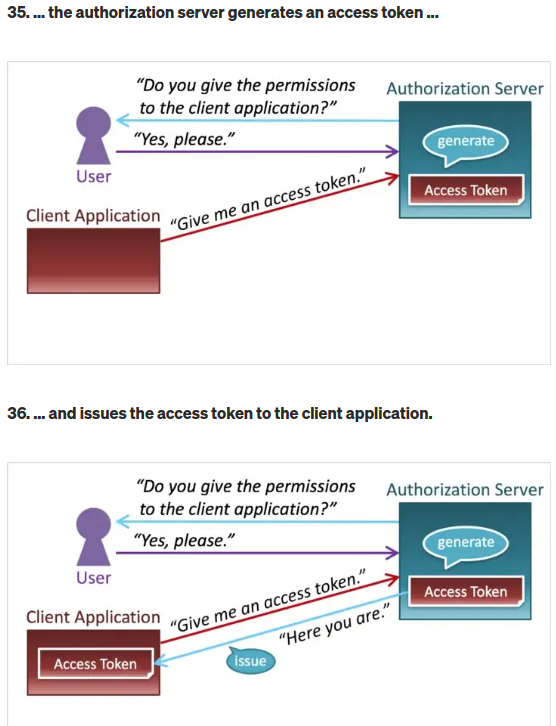 35. ... the authorization server generates an access token ...
"Do you give the permissions
to the client application?"
Authorization Server
"Yes, please."
generate
User
Access Token
"Give me an access token."
Client Application
36. ... and issues the access token to the client application.
"Do you give the permissions
to the client application?"
Authorization Server
"Yes, please."
generate
User
Access Token
"Give me an access token."
Client Application
"Here you are."
Access Token
issue